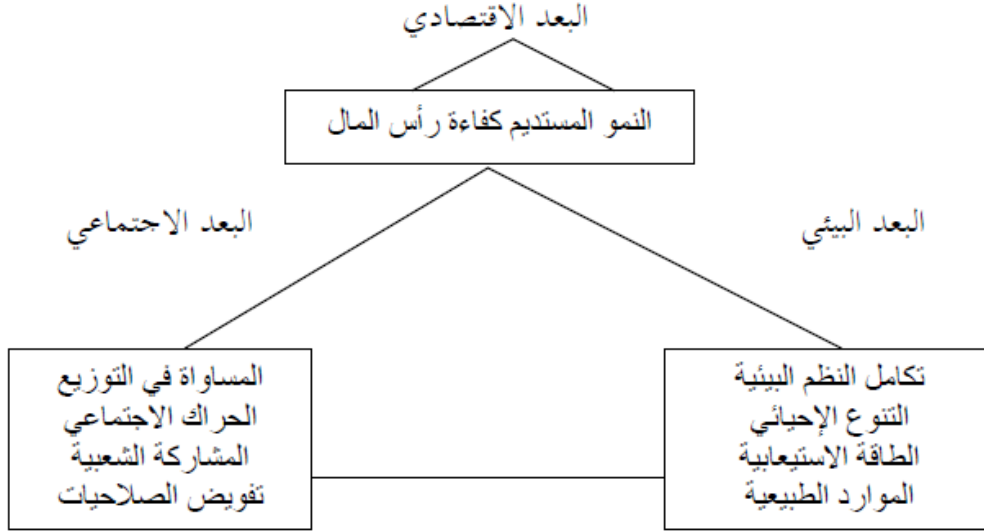 البعد الاقتصادي
النمو المستديم كفاءة رأس المال
البعد البيئي
البعد الاجتماعي
تكامل النظم البيئية
التنوع الإحيائي
الطاقة الاستيعابية
الموارد الطبيعية
المساواة في التوزيع
الحراك الاجتماعي
المشاركة الشعبية
تفويض الصلاحيات